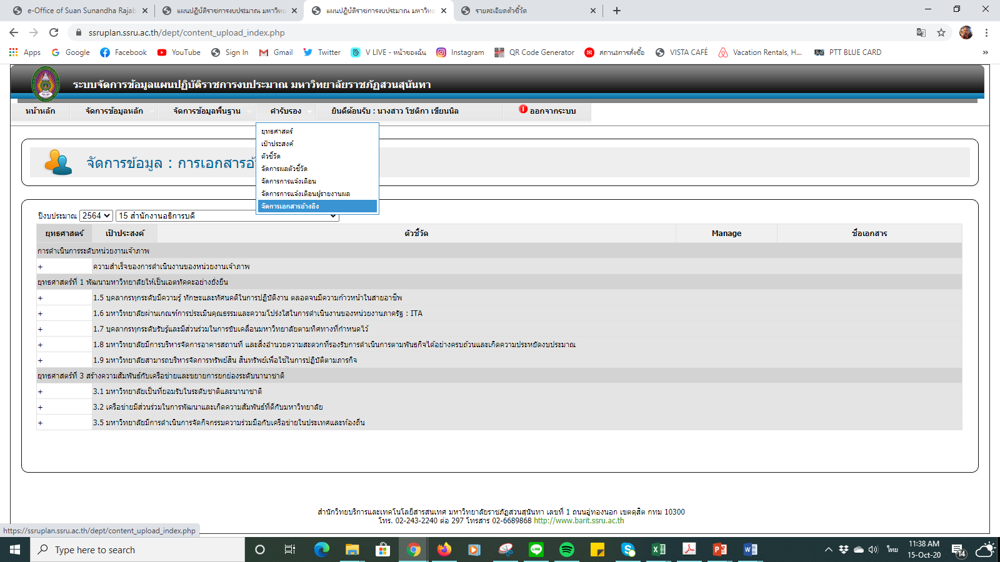 e-Office of Suan Sunandha Rajab
แผนปฏิบัติราชการงบประมาณ มหาวิทย
แผนปฏิบัติราชการงบประมาณ มหาวิทย
รายละเอียดตัวชี้วัด
ssruplan.ssru.ac.th/dept/content_upload_index.php
Apps Google Facebook YouTube Sign In Gmail Twitter V LIVE - หน้าของฉัน Instagram QR Code Generator สถานะการสั่งซื้อ VISTA CAFÉ Vacation Rentals, H... PTT BLUE CARD »
ระบบจัดการข้อมูลแผนปฏิบัติราชการงบประมาณ มหาวิทยาลัยราชภัฏสวนสุนันทา
หน้าหลัก จัดการข้อมูลหลัก จัดการข้อมูลพื้นฐาน คำรับรอง ยินดีต้อนรับ : นางสาว โชติกา เขียนนิล ออกจากระบบ
ยุทธศาสตร์
เป้าประสงค์
ตัวชี้วัด
จัดการผลตัวชี้วัด
จัดการการแจ้งเตือน
จัดการการแจ้งเตือนผู้รายงานผล
จัดการเอกสารอ้างอิง
จัดการข้อมูล : การเอกสารอ้
ปีงบประมาณ 2564 15 สำนักงานอธิการบดี
ยุทธศาสตร์ เป้าประสงค์ ตัวชี้วัด Manage ชื่อเอกสาร
การดำเนินการระดับหน่วยงานเจ้าภาพ
+ ความสำเร็จของการดำเนินงานของหน่วยงานเจ้าภาพ
ยุทธศาสตร์ที่ 1 พัฒนามหาวิทยาลัยให้เป็นเอตทัคคะอย่างยั่งยืน
+ 1.5 บุคลากรทุกระดับมีความรู้ ทักษะและทัศนคติในการปฏิบัติงาน ตลอดจนมีความก้าวหน้าในสายอาชีพ
+ 1.6 มหาวิทยาลัยผ่านเกณฑ์การประเมินคุณธรรมและความโปร่งใสในการดำเนินงานของหน่วยงานภาครัฐ : ITA
+ 1.7 บุคลากรทุกระดับรับรู้และมีส่วนร่วมในการขับเคลื่อนมหาวิทยาลัยตามทิศทางที่กำหนดไว้
+ 1.8 มหาวิทยาลัยมีการบริหารจัดการอาคารสถานที่ และสิ่งอำนวยความสะดวกที่รองรับการดำเนินการตามพันธกิจได้อย่างครบถ้วนและเกิดความประหยัดงบประมาณ
+ 1.9 มหาวิทยาลัยสามารถบริหารจัดการทรัพย์สิน สินทรัพย์เพื่อใช้ในการปฏิบัติตามภารกิจ
ยุทธศาสตร์ที่ 3 สร้างความสัมพันธ์กับเครือข่ายและขยายการยกย่องระดับนานาชาติ
+ 3.1 มหาวิทยาลัยเป็นที่ยอมรับในระดับชาติและนานาชาติ
+ 3.2 เครือข่ายมีส่วนร่วมในการพัฒนาและเกิดความสัมพันธ์ที่ดีกับมหาวิทยาลัย
+ 3.5 มหาวิทยาลัยมีการดำเนินการจัดกิจกรรมความร่วมมือกับเครือข่ายในประเทศและท้องถิ่น
สำนักวิทยบริการและเทคโนโลยีสารสนเทศ มหาวิทยาลัยราชภัฏสวนสุนันทา เลขที่ 1 ถนนอู่ทองนอก เขตดุสิต กทม 10300
โทร. 02-243-2240 ต่อ 297 โทรสาร 02-6689868 http://www.barit.ssru.ac.th
https://ssruplan.ssru.ac.th/dept/content_upload_index.php
Type here to search
ไทย
11:38 AM
15-Oct-20
14